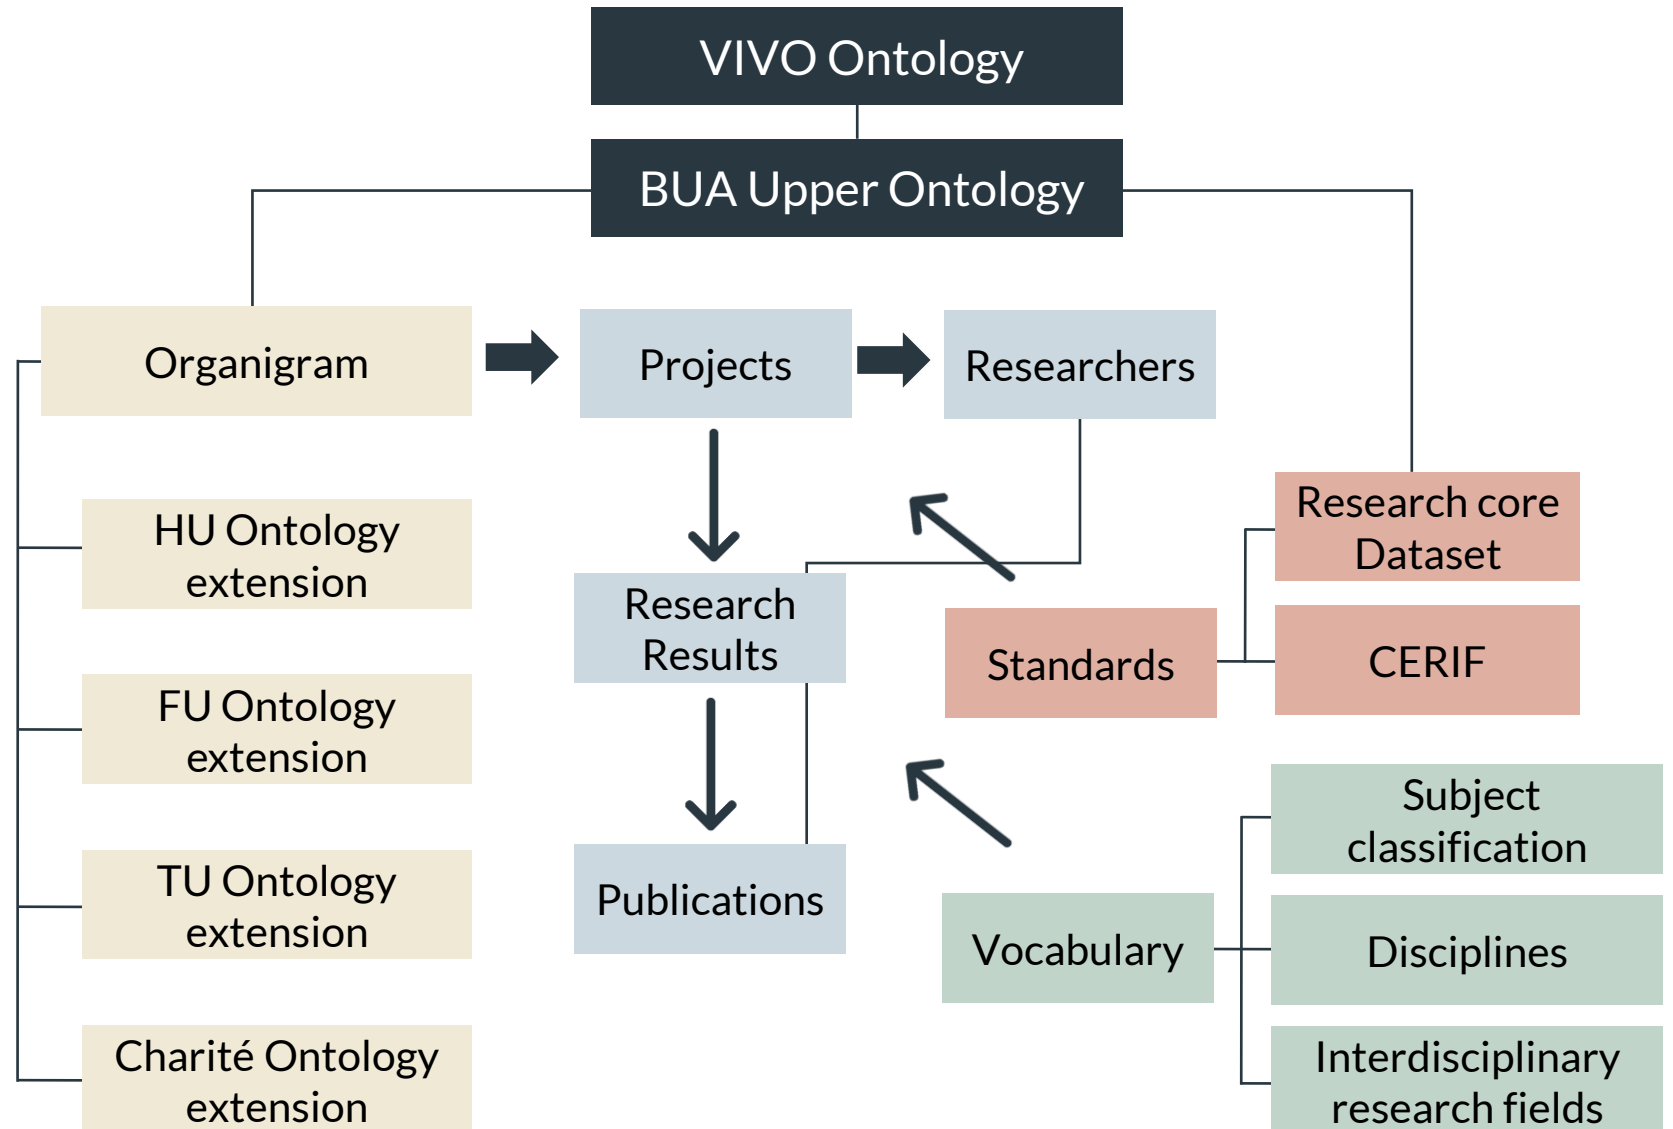 VIVO Ontology
BUA Upper Ontology
Organigram
Projects
Researchers
HU Ontology
extension
FU Ontology
extension
TU Ontology
extension
Charité Ontology
extension
Research
Results
Publications
Standards
Research core
Dataset
CERIF
Vocabulary
Subject
classification
Disciplines
Interdisciplinary
research fields